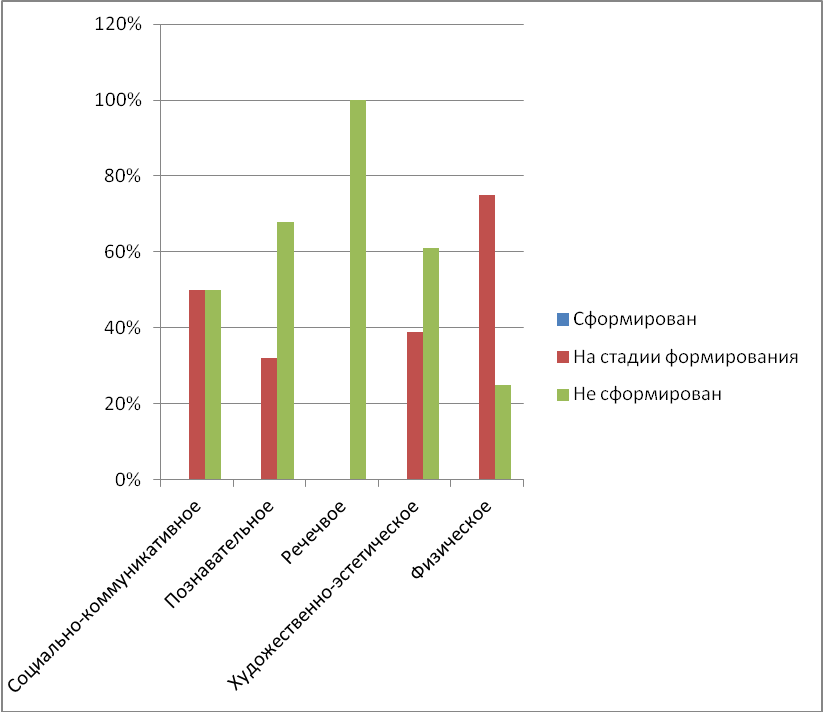 120%
100%
80%
60%
40%
20%
0%
Социально-коммуникативное
Познавательное
Речечвое
Художественно-эстетическое
Физическое
Сформирован
На стадии формирования
Не сформирован